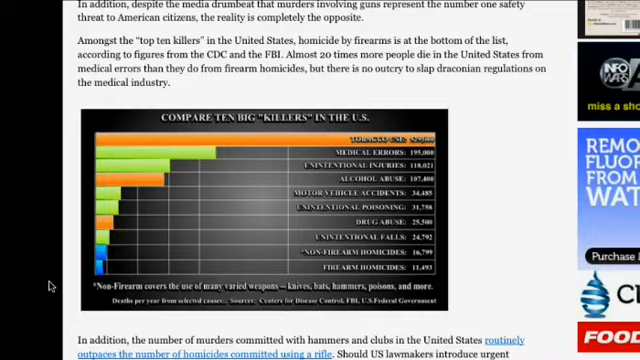 In addition, despite the media drumbeat that murders involving guns represent the number one safety
threat to American citizens, the reality is completely the opposite.
Amongst the “top ten killers” in the United States, homicide by firearms is at the bottom of the list,
according to figures from the CDC and the FBI. Almost 20 times more people die in the United States from
medical errors than they do from firearm homicides, but there is no outcry to slap draconian regulations on
the medical industry.
INFO
WARS
miss a sho
COMPARE TEN BIG "KILLERS" IN THE U.S.
TOBACCO USE: 529,000
MEDICAL ERRORS: 195,000
UNINTENTIONAL INJURIES: 118,021
ALCOHOL ABUSE: 107,400
MOTOR VEHICLE ACCIDENTS: 34,485
UNINTENTIONAL POISONING: 31,758
DRUG ABUSE: 25,500
UNINTENTIONAL FALLS: 24,792
*NON-FIREARM HOMICIDES: 16,799
FIREARM HOMICIDES: 11,493
*Non-Firearm covers the use of many varied weapons -- knives, bats, hammers, poisons, and more.
Deaths per year from selected causes.. Sources: Centers for Disease Control, FBI, U.S.Federal Government
REMO
FLUOR
FROM
WAT
Purchase
FOOD
In addition, the number of murders committed with hammers and clubs in the United States routinely
outpaces the number of homicides committed using a rifle. Should US lawmakers introduce urgent